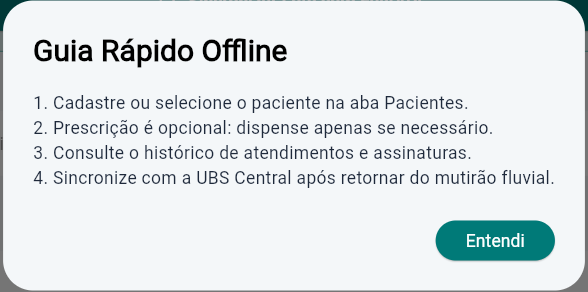 Guia Rápido Offline
1. Cadastre ou selecione o paciente na aba Pacientes.
2. Prescrição é opcional: dispense apenas se necessário.
3. Consulte o histórico de atendimentos e assinaturas.
4. Sincronize com a UBS Central após retornar do mutirão fluvial.
Entendi